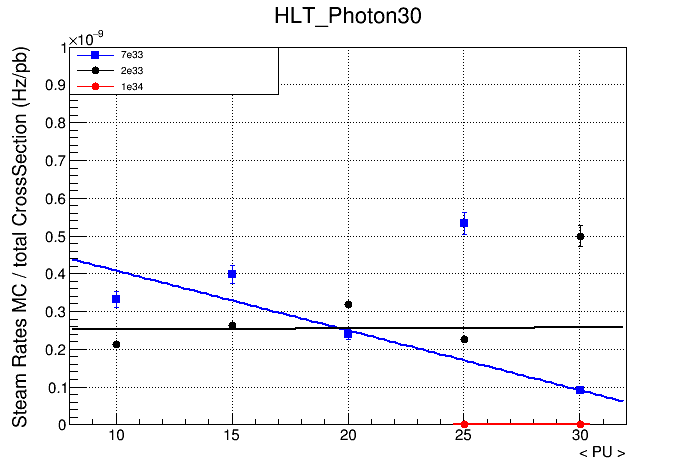 HLT_Photon30
×10⁻⁹
Steam Rates MC / total CrossSection (Hz/pb)
7e33
2e33
1e34
1
0.9
0.8
0.7
0.6
0.5
0.4
0.3
0.2
0.1
0
10 15 20 25 30
< PU >